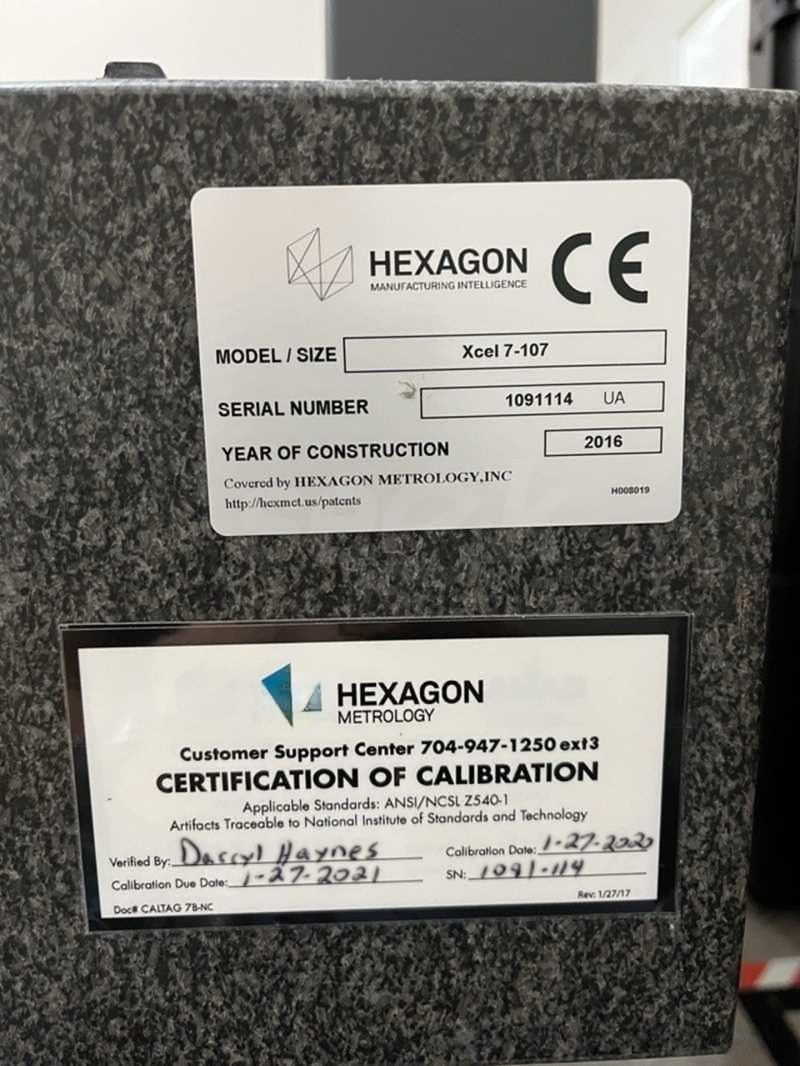 HEXAGON CE
MANUFACTURING INTELLIGENCE
MODEL / SIZE Xcel 7-107
SERIAL NUMBER 1091114 UA
YEAR OF CONSTRUCTION 2016
Covered by HEXAGON METROLOGY,INC
http://hexmet.us/patents H008019
HEXAGON
METROLOGY
Customer Support Center 704-947-1250 ext3
CERTIFICATION OF CALIBRATION
Applicable Standards: ANSI/NCSL Z540-1
Artifacts Traceable to National Institute of Standards and Technology
Verified By: Darryl Haynes Calibration Date: 1-27-2020
Calibration Due Date: 1-27-2021 SN: 1091-114
Doc# CALTAG 7B-NC Rev: 1/27/17